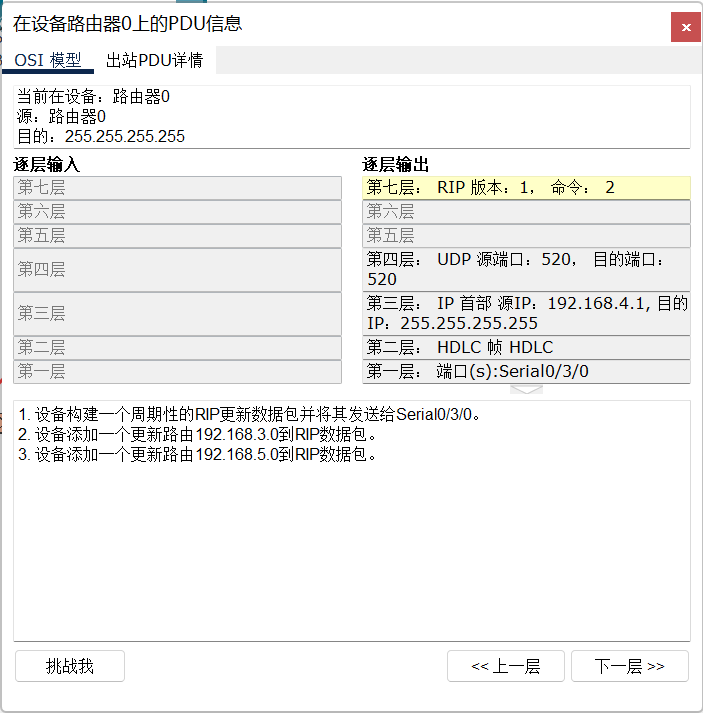 在设备路由器0上的PDU信息
x
OSI 模型 出站PDU详情
当前在设备：路由器0
源：路由器0
目的：255.255.255.255
逐层输入
第七层
第六层
第五层
第四层
第三层
第二层
第一层
逐层输出
第七层： RIP 版本：1， 命令： 2
第六层
第五层
第四层： UDP 源端口：520， 目的端口：
520
第三层： IP 首部 源IP：192.168.4.1, 目的
IP：255.255.255.255
第二层： HDLC 帧 HDLC
第一层： 端口(s):Serial0/3/0
1. 设备构建一个周期性的RIP更新数据包并将其发送给Serial0/3/0。
2. 设备添加一个更新路由192.168.3.0到RIP数据包。
3. 设备添加一个更新路由192.168.5.0到RIP数据包。
挑战我
<< 上一层
下一层 >>